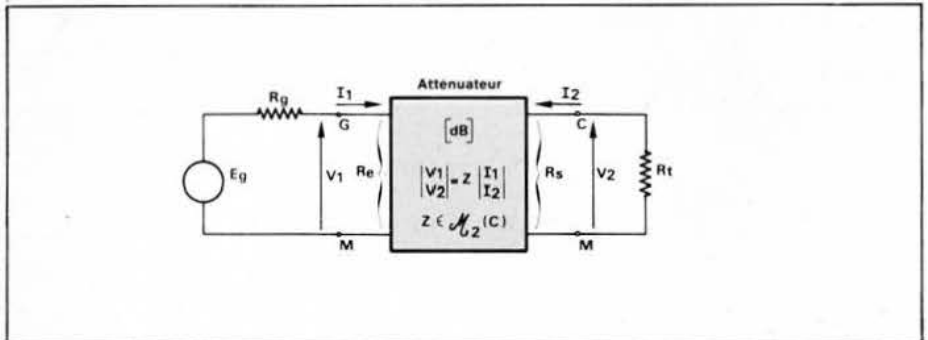 Attenuateur
Rg
I1
I2
G
C
[dB]
Eg
V1
Re
|V1| = Z |I1|
|V2| |I2|
Rs
V2
Rt
Z ϵ ℳ2 (C)
M
M